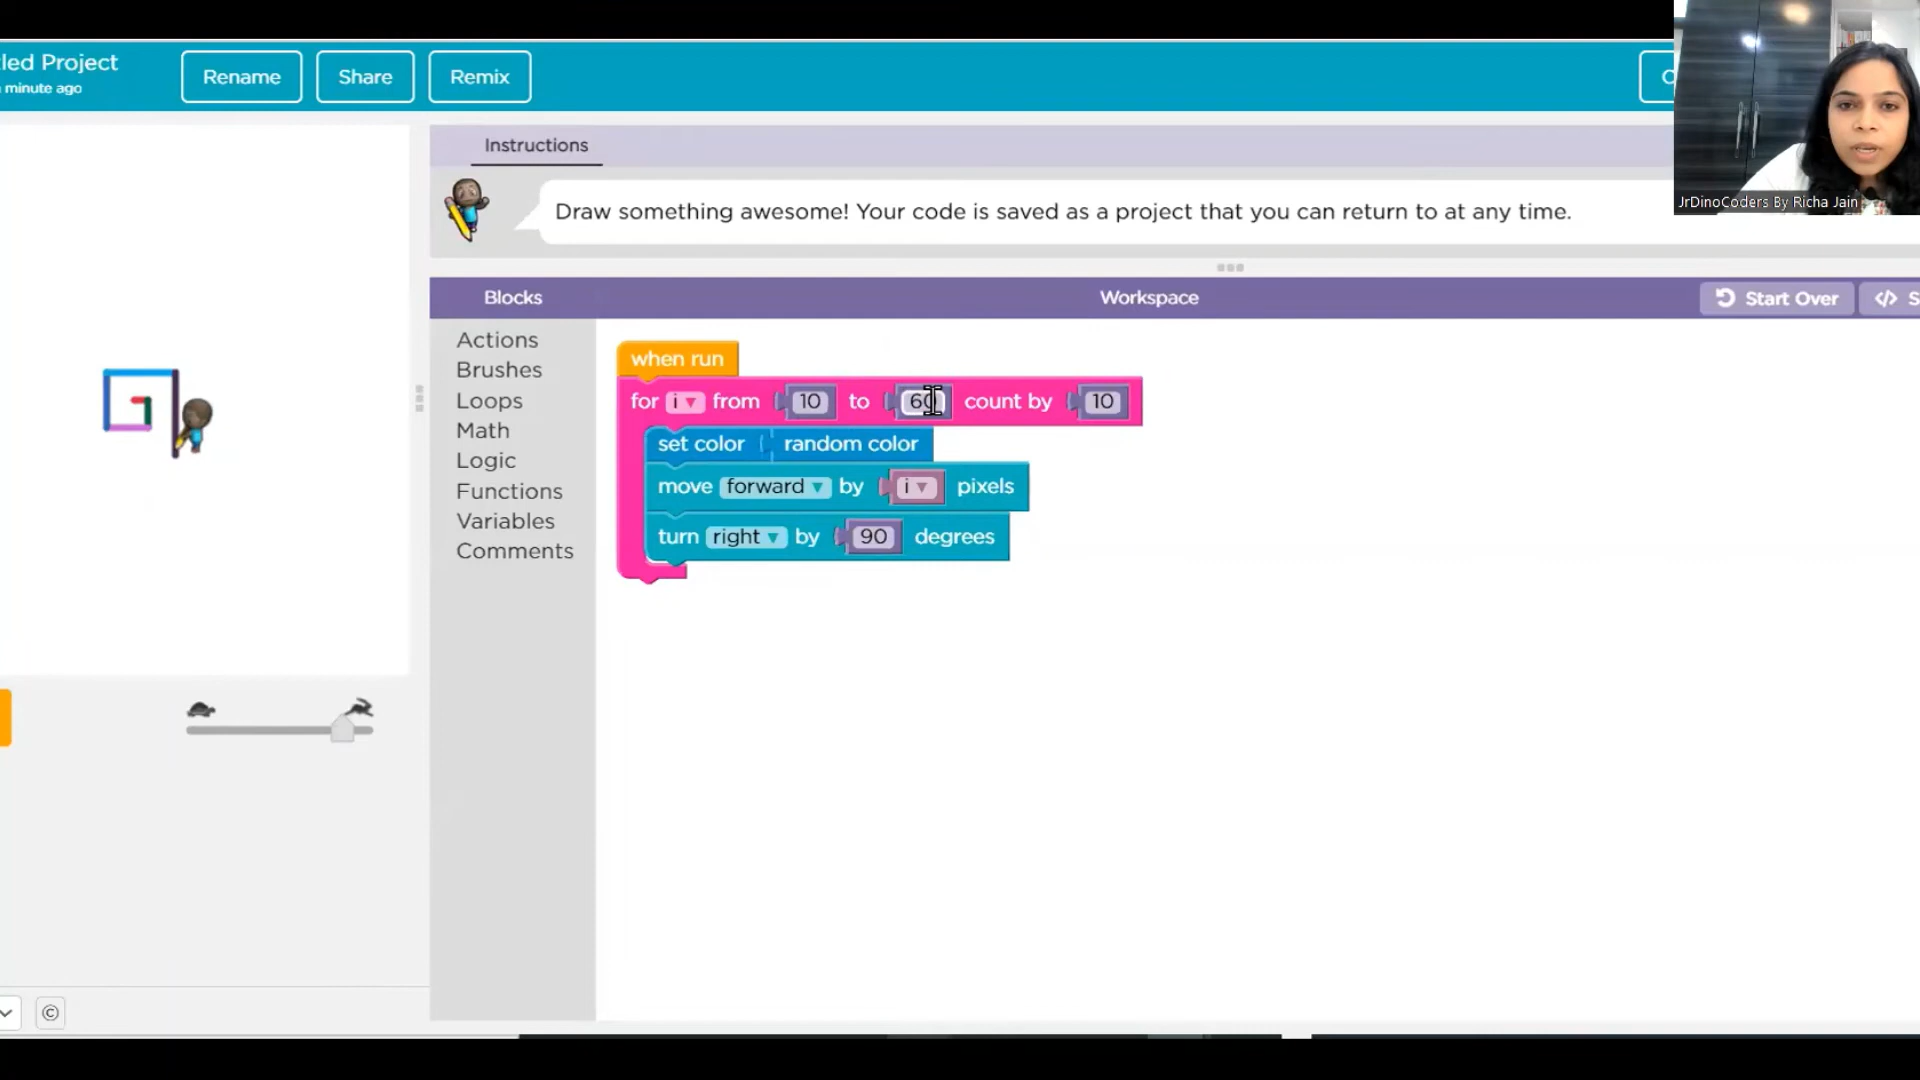 led Project
minute ago
Rename
Share
Remix
JrDinoCoders By Richa Jain
Instructions
Draw something awesome! Your code is saved as a project that you can return to at any time.
Blocks
Workspace
Start Over
</> S
Actions
Brushes
Loops
Math
Logic
Functions
Variables
Comments
when run
for i from 10 to 60 count by 10
set color random color
move forward by i pixels
turn right by 90 degrees
©